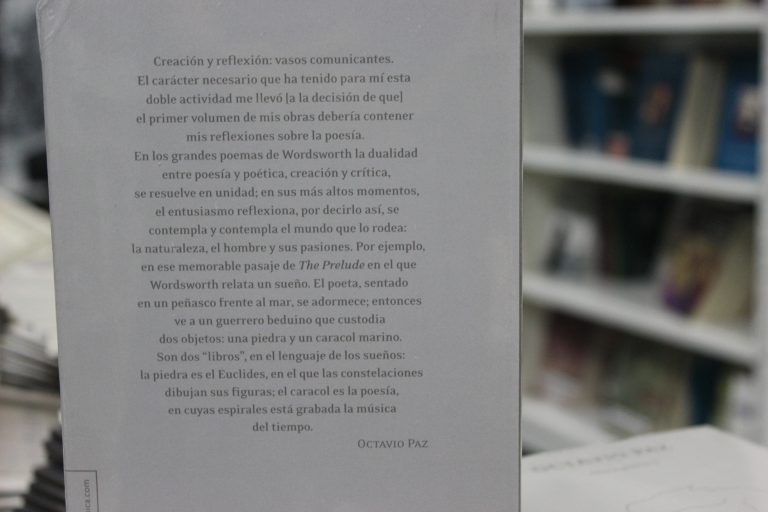 Creación y reflexión: vasos comunicantes.
El carácter necesario que ha tenido para mí esta
doble actividad me llevó [a la decisión de que]
el primer volumen de mis obras debería contener
mis reflexiones sobre la poesía.
En los grandes poemas de Wordsworth la dualidad
entre poesía y poética, creación y crítica,
se resuelve en unidad; en sus más altos momentos,
el entusiasmo reflexiona, por decirlo así, se
contempla y contempla el mundo que lo rodea:
la naturaleza, el hombre y sus pasiones. Por ejemplo,
en ese memorable pasaje de The Prelude en el que
Wordsworth relata un sueño. El poeta, sentado
en un peñasco frente al mar, se adormece; entonces
ve a un guerrero beduino que custodia
dos objetos: una piedra y un caracol marino.
Son dos “libros”, en el lenguaje de los sueños:
la piedra es el Euclides, en el que las constelaciones
dibujan sus figuras; el caracol es la poesía,
en cuyas espirales está grabada la música
del tiempo.
OCTAVIO PAZ
OCTAVIO PAZ